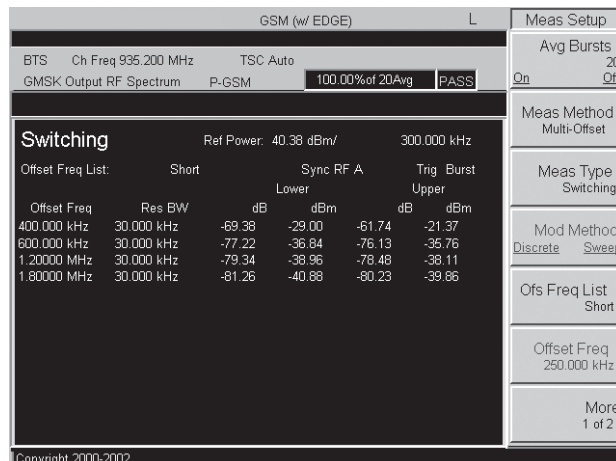 GSM (w/ EDGE) L
Meas Setup
BTS Ch Freq 935.200 MHz TSC Auto
GMSK Output RF Spectrum P-GSM 100.00%of 20Avg PASS
Switching Ref Power: 40.38 dBm/ 300.000 kHz
Offset Freq List: Short Sync RF A Trig Burst
Lower Upper
Offset Freq Res BW dB dBm dB dBm
400.000 kHz 30.000 kHz -69.38 -29.00 -61.74 -21.37
600.000 kHz 30.000 kHz -77.22 -36.84 -76.13 -35.76
1.20000 MHz 30.000 kHz -79.34 -38.96 -78.48 -38.11
1.80000 MHz 30.000 kHz -81.26 -40.88 -80.23 -39.86
Avg Bursts
20
On Of
Meas Method
Multi-Offset
Meas Type
Switching
Mod Method
Discrete Sweep
Ofs Freq List
Short
Offset Freq
250.000 kHz
More
1 of 2
Copyright 2000-2002